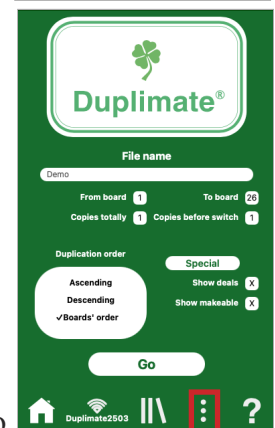 Duplimate®
File name
Demo
From board 1 To board 26
Copies totally 1 Copies before switch 1
Duplication order
Special
Ascending
Descending
✓Boards' order
Show deals X
Show makeable X
Go
Duplimate2503
?